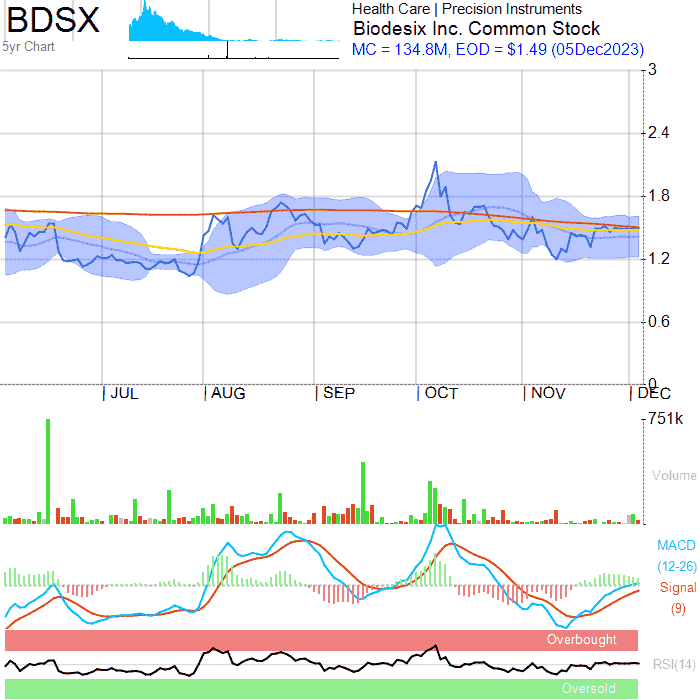 BDSX
5yr Chart
Health Care | Precision Instruments
Biodesix Inc. Common Stock
MC = 134.8M, EOD = $1.49 (05Dec2023)
3
2.4
1.8
1.2
0.6
0
JUL AUG SEP OCT NOV DEC
751k
Volume
MACD
(12-26)
Signal
(9)
Overbought
RSI(14)
Oversold